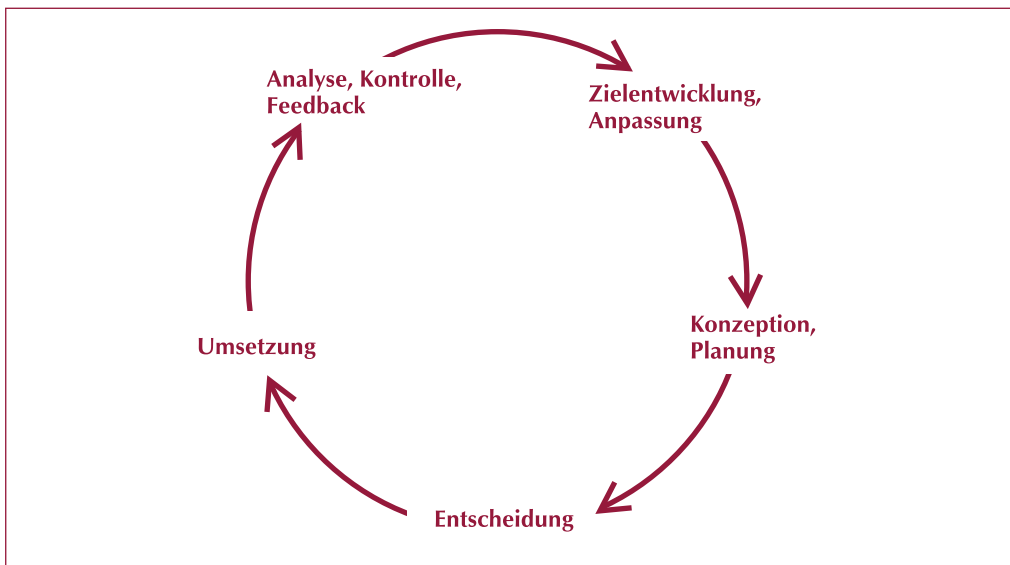 Analyse, Kontrolle,
Feedback
Zielentwicklung,
Anpassung
Konzeption,
Planung
Entscheidung
Umsetzung